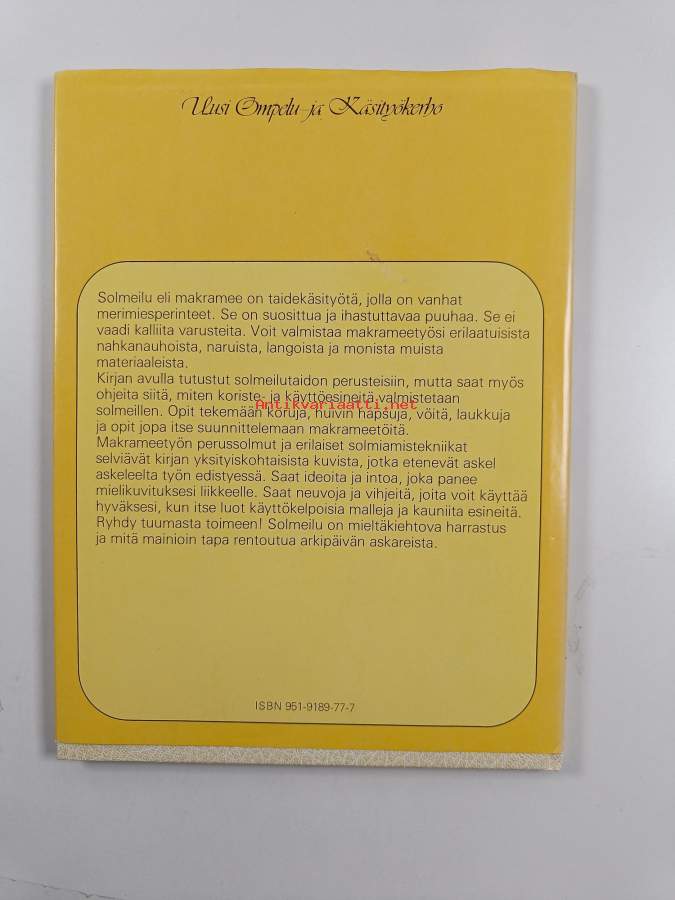 Uusi Ompelu-ja Käsityökerho
Solmeilu eli makramee on taidekäsityötä, jolla on vanhat
merimiesperinteet. Se on suosittua ja ihastuttavaa puuhaa. Se ei
vaadi kalliita varusteita. Voit valmistaa makrameetyösi erilaatuisista
nahkanauhoista, naruista, langoista ja monista muista
materiaaleista.
Kirjan avulla tutustut solmeilutaidon perusteisiin, mutta saat myös
ohjeita siitä, miten koriste- ja käyttöesineitä valmistetaan
Antikvariaatti.net
solmeillen. Opit tekemään koruja, huivin hapsuja, vöitä, laukkuja
ja opit jopa itse suunnittelemaan makrameetöitä.
Makrameetyön perussolmut ja erilaiset solmiamistekniikat
selviävät kirjan yksityiskohtaisista kuvista, jotka etenevät askel
askeleelta työn edistyessä. Saat ideoita ja intoa, joka panee
mielikuvituksesi liikkeelle. Saat neuvoja ja vihjeitä, joita voit käyttää
hyväksesi, kun itse luot käyttökelpoisia malleja ja kauniita esineitä.
Ryhdy tuumasta toimeen! Solmeilu on mieltäkiehtova harrastus
ja mitä mainioin tapa rentoutua arkipäivän askareista.
ISBN 951-9189-77-7